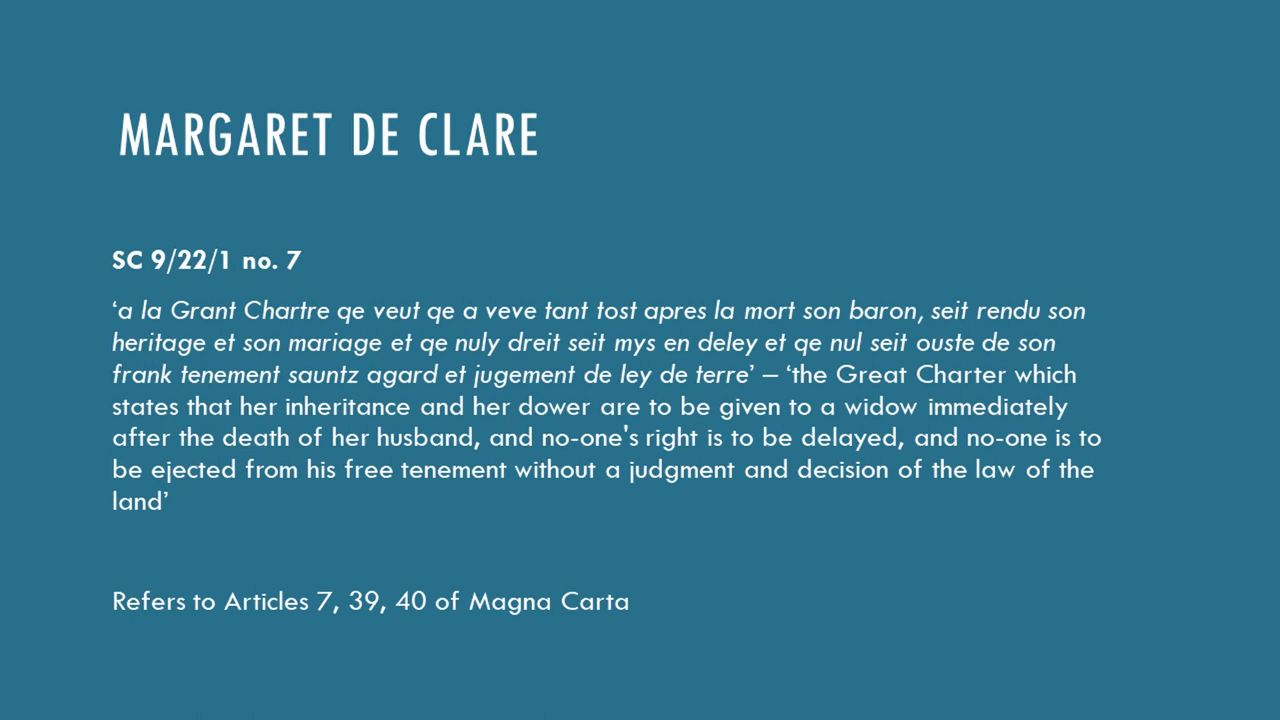 MARGARET DE CLARE
SC 9/22/1 no. 7
‘a la Grant Chartre qe veut qe a veve tant tost apres la mort son baron, seit rendu son
heritage et son mariage et qe nuly dreit seit mys en deley et qe nul seit ouste de son
frank tenement sauntz agard et jugement de ley de terre’ – ‘the Great Charter which
states that her inheritance and her dower are to be given to a widow immediately
after the death of her husband, and no-one's right is to be delayed, and no-one is to
be ejected from his free tenement without a judgment and decision of the law of the
land’
Refers to Articles 7, 39, 40 of Magna Carta